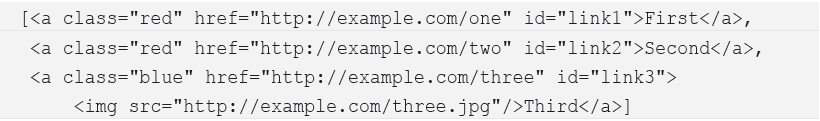 [<a class="red" href="http://example.com/one" id="link1">First</a>,
<a class="red" href="http://example.com/two" id="link2">Second</a>,
<a class="blue" href="http://example.com/three" id="link3">
<img src="http://example.com/three.jpg"/>Third</a>]